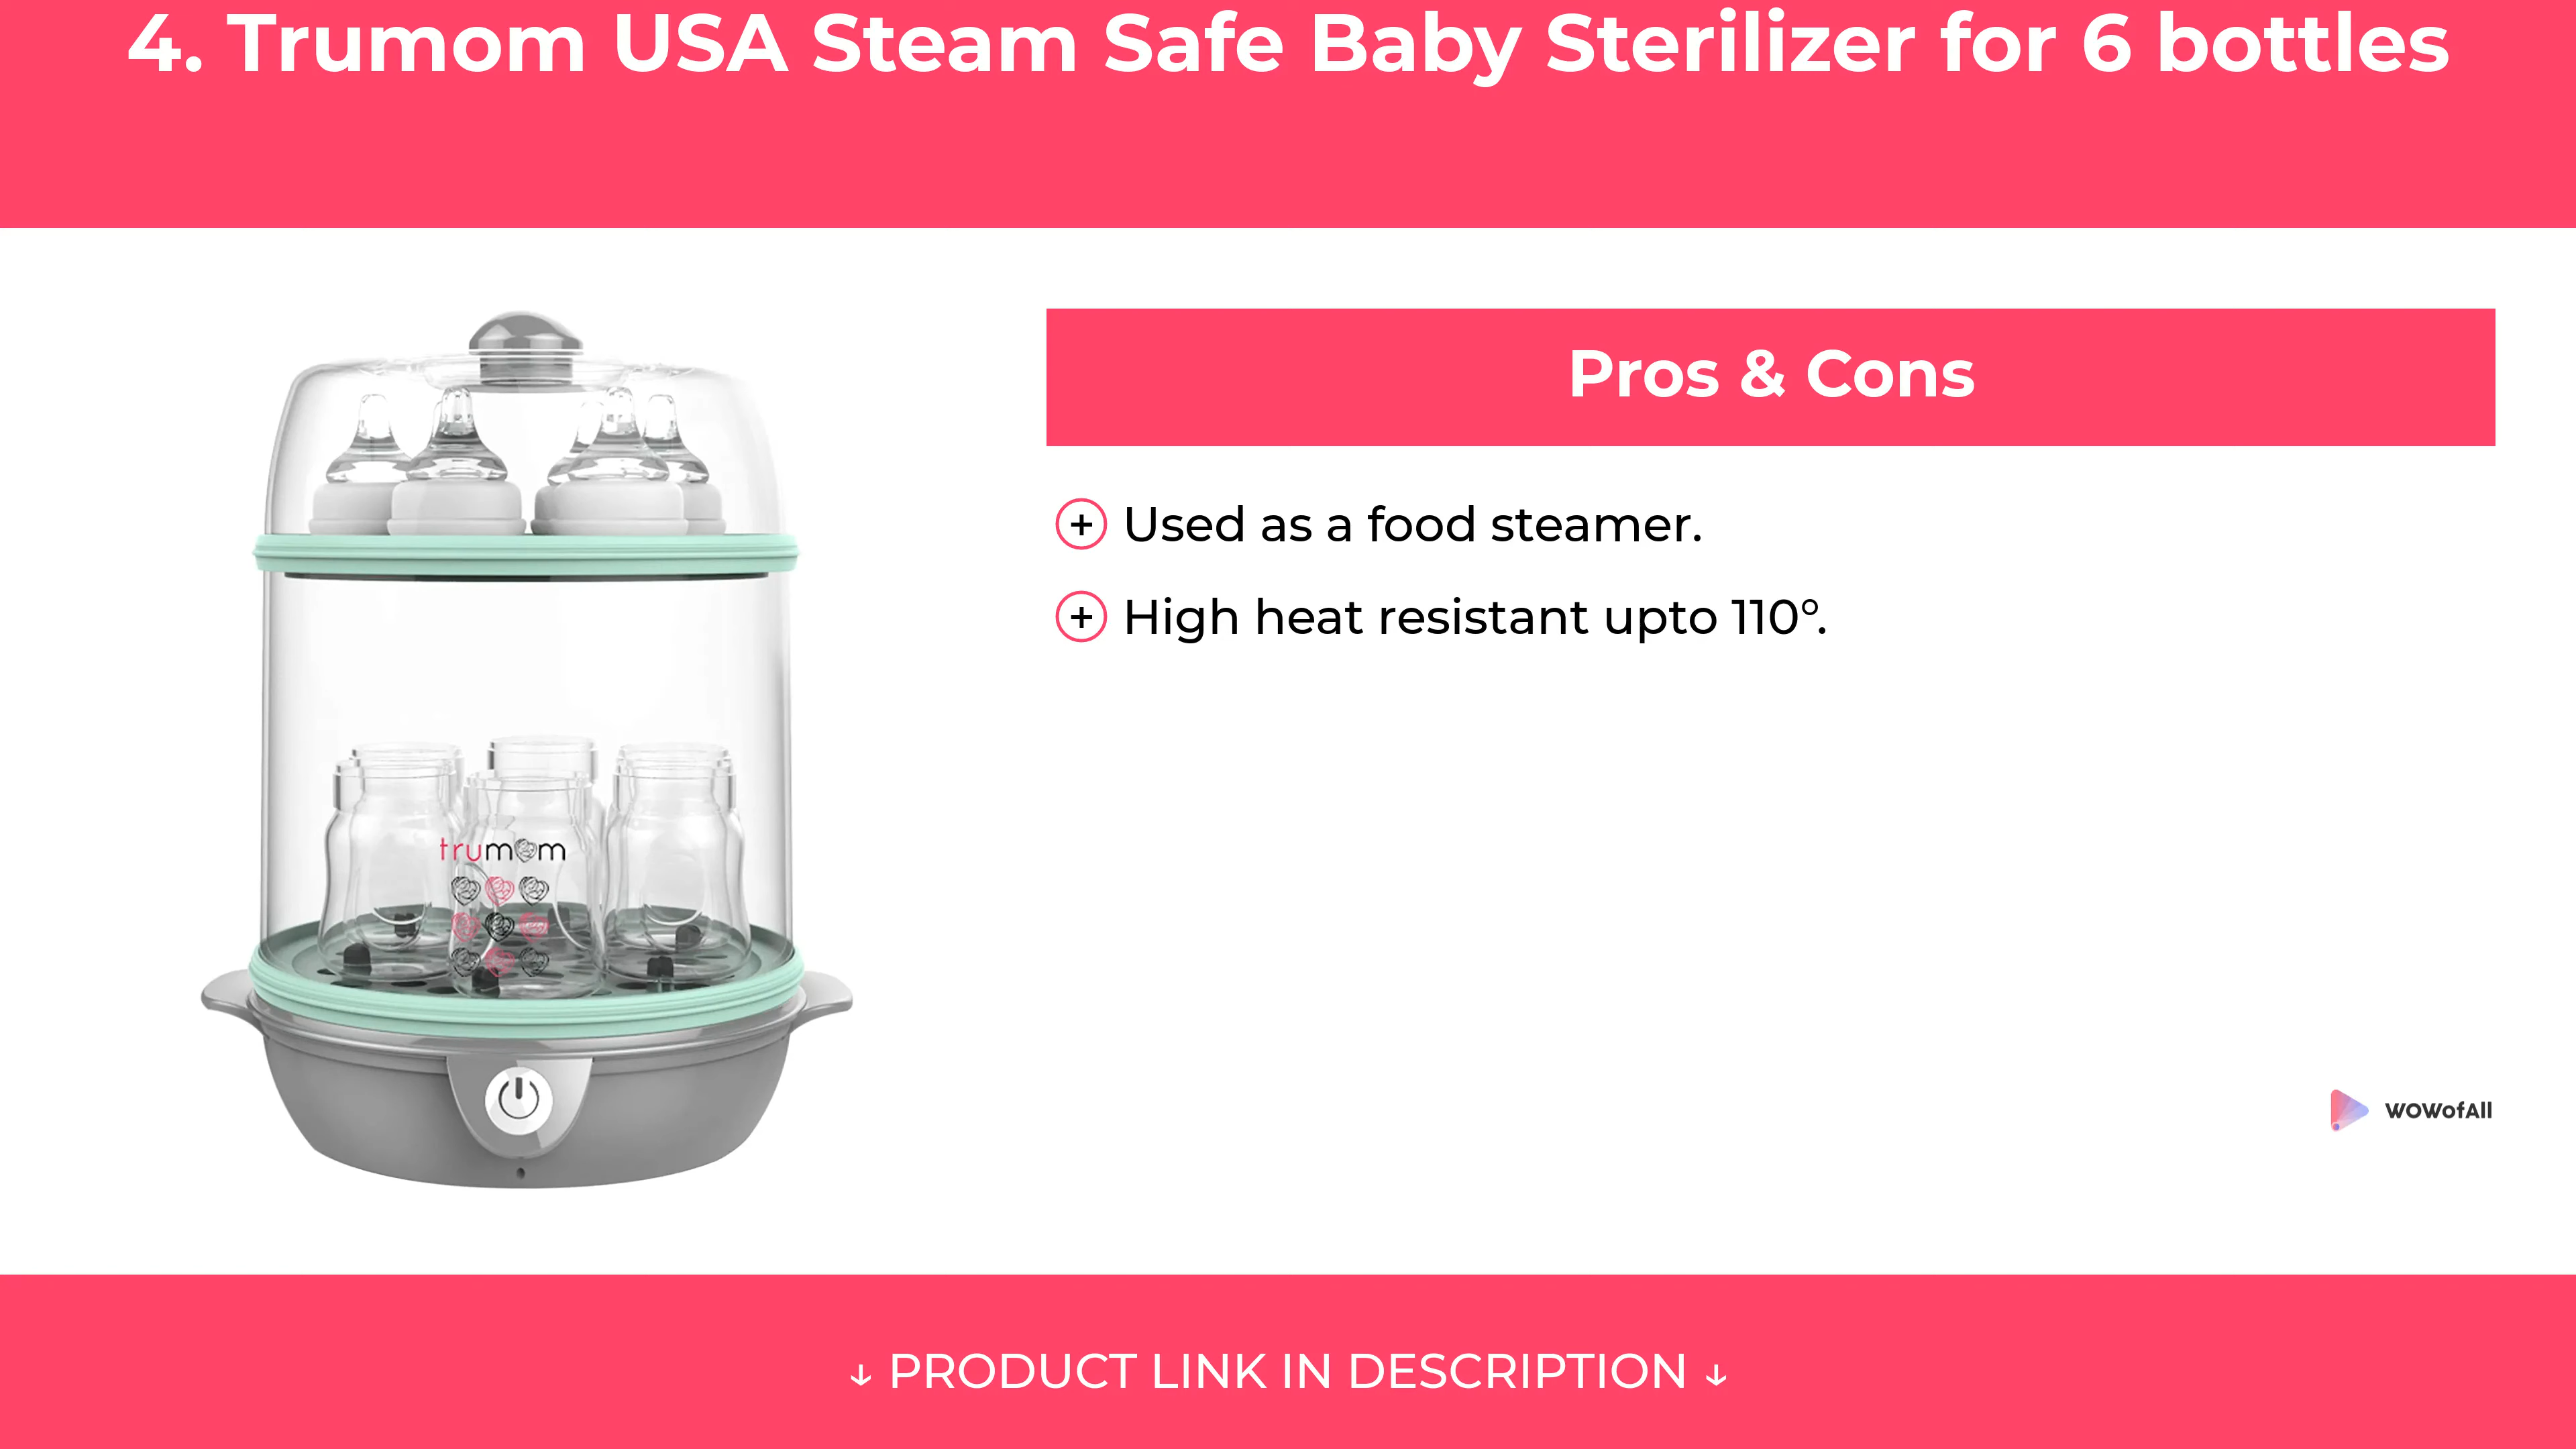 4. Trumom USA Steam Safe Baby Sterilizer for 6 bottles
Pros & Cons
+ Used as a food steamer.
+ High heat resistant upto 110°.
trumom
WOWofAll
↓ PRODUCT LINK IN DESCRIPTION ↓